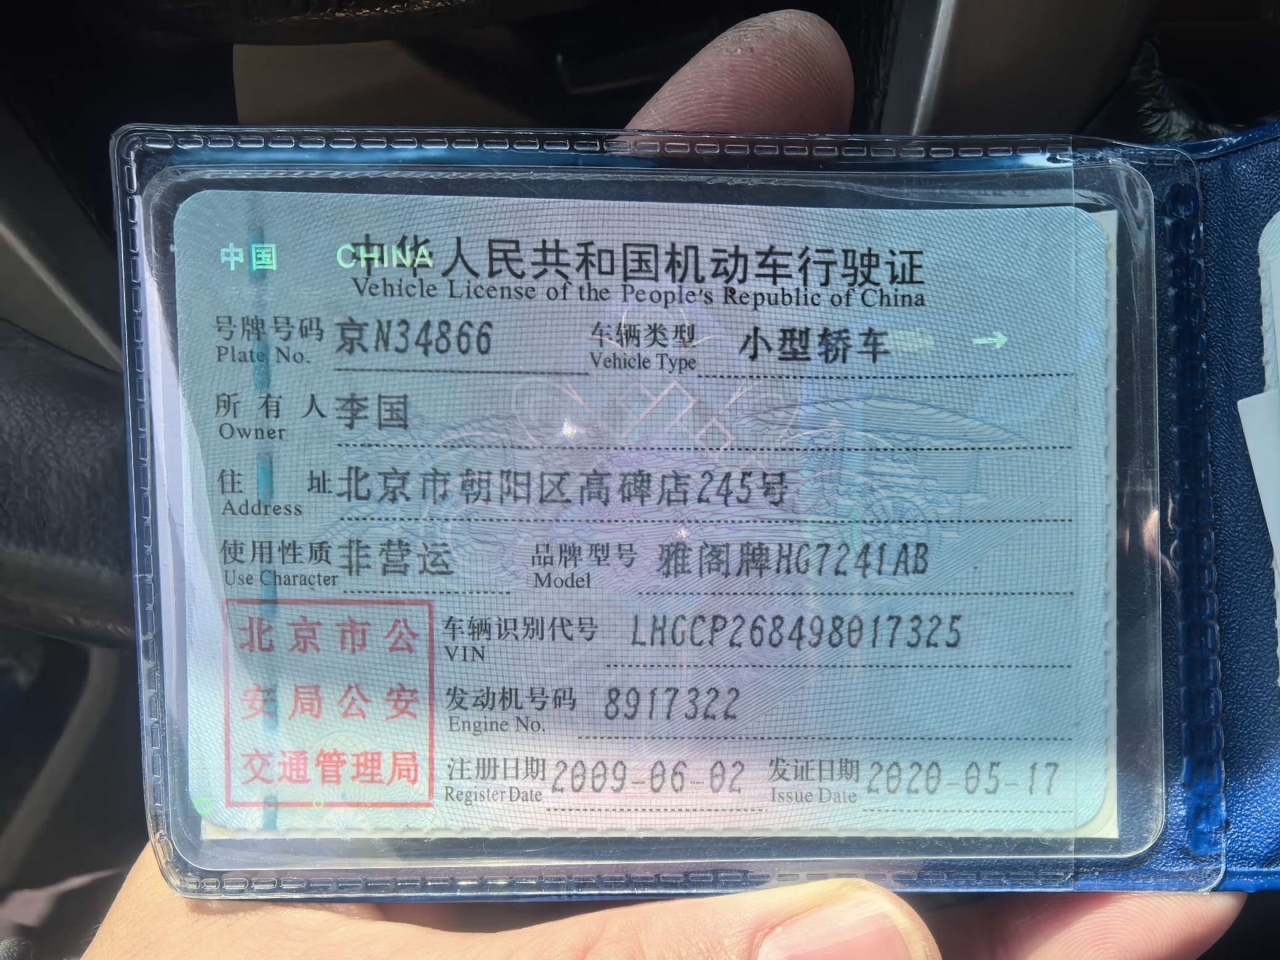 中国 CHINA
中华人民共和国机动车行驶证
Vehicle License of the People's Republic of China
号牌号码 京N34866 车辆类型 小型轿车
Plate No. Vehicle Type
所有人 李国
Owner
住址 北京市朝阳区高碑店245号
Address
使用性质 非营运 品牌型号 雅阁牌HG7241AB
Use Character Model
北京市公
安局公安
交通管理局
车辆识别代号 LHGCP268498017325
VIN
发动机号码 8917322
Engine No.
注册日期 2009-06-02 发证日期 2020-05-17
Register Date Issue Date